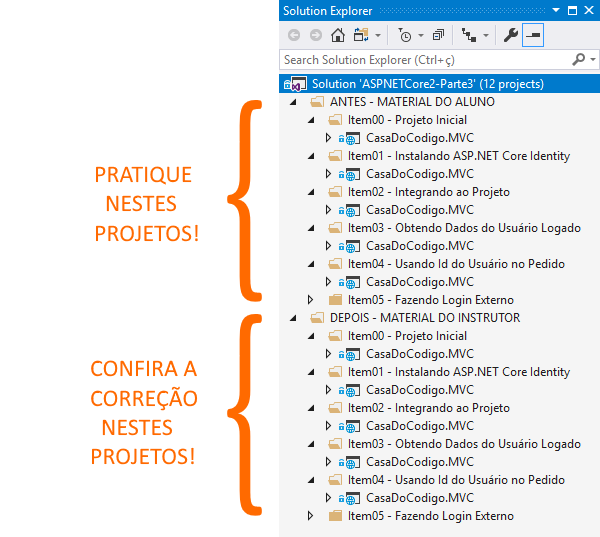 Solution Explorer
Search Solution Explorer (Ctrl+ç)
Solution 'ASPNETCore2-Parte3' (12 projects)
ANTES - MATERIAL DO ALUNO
Item00 - Projeto Inicial
CasaDoCodigo.MVC
Item01 - Instalando ASP.NET Core Identity
CasaDoCodigo.MVC
Item02 - Integrando ao Projeto
CasaDoCodigo.MVC
Item03 - Obtendo Dados do Usuário Logado
CasaDoCodigo.MVC
Item04 - Usando Id do Usuário no Pedido
CasaDoCodigo.MVC
Item05 - Fazendo Login Externo
PRATIQUE
NESTES
PROJETOS!
DEPOIS - MATERIAL DO INSTRUTOR
Item00 - Projeto Inicial
CasaDoCodigo.MVC
Item01 - Instalando ASP.NET Core Identity
CasaDoCodigo.MVC
Item02 - Integrando ao Projeto
CasaDoCodigo.MVC
Item03 - Obtendo Dados do Usuário Logado
CasaDoCodigo.MVC
Item04 - Usando Id do Usuário no Pedido
CasaDoCodigo.MVC
Item05 - Fazendo Login Externo
CONFIRA A
CORREÇÃO
NESTES
PROJETOS!